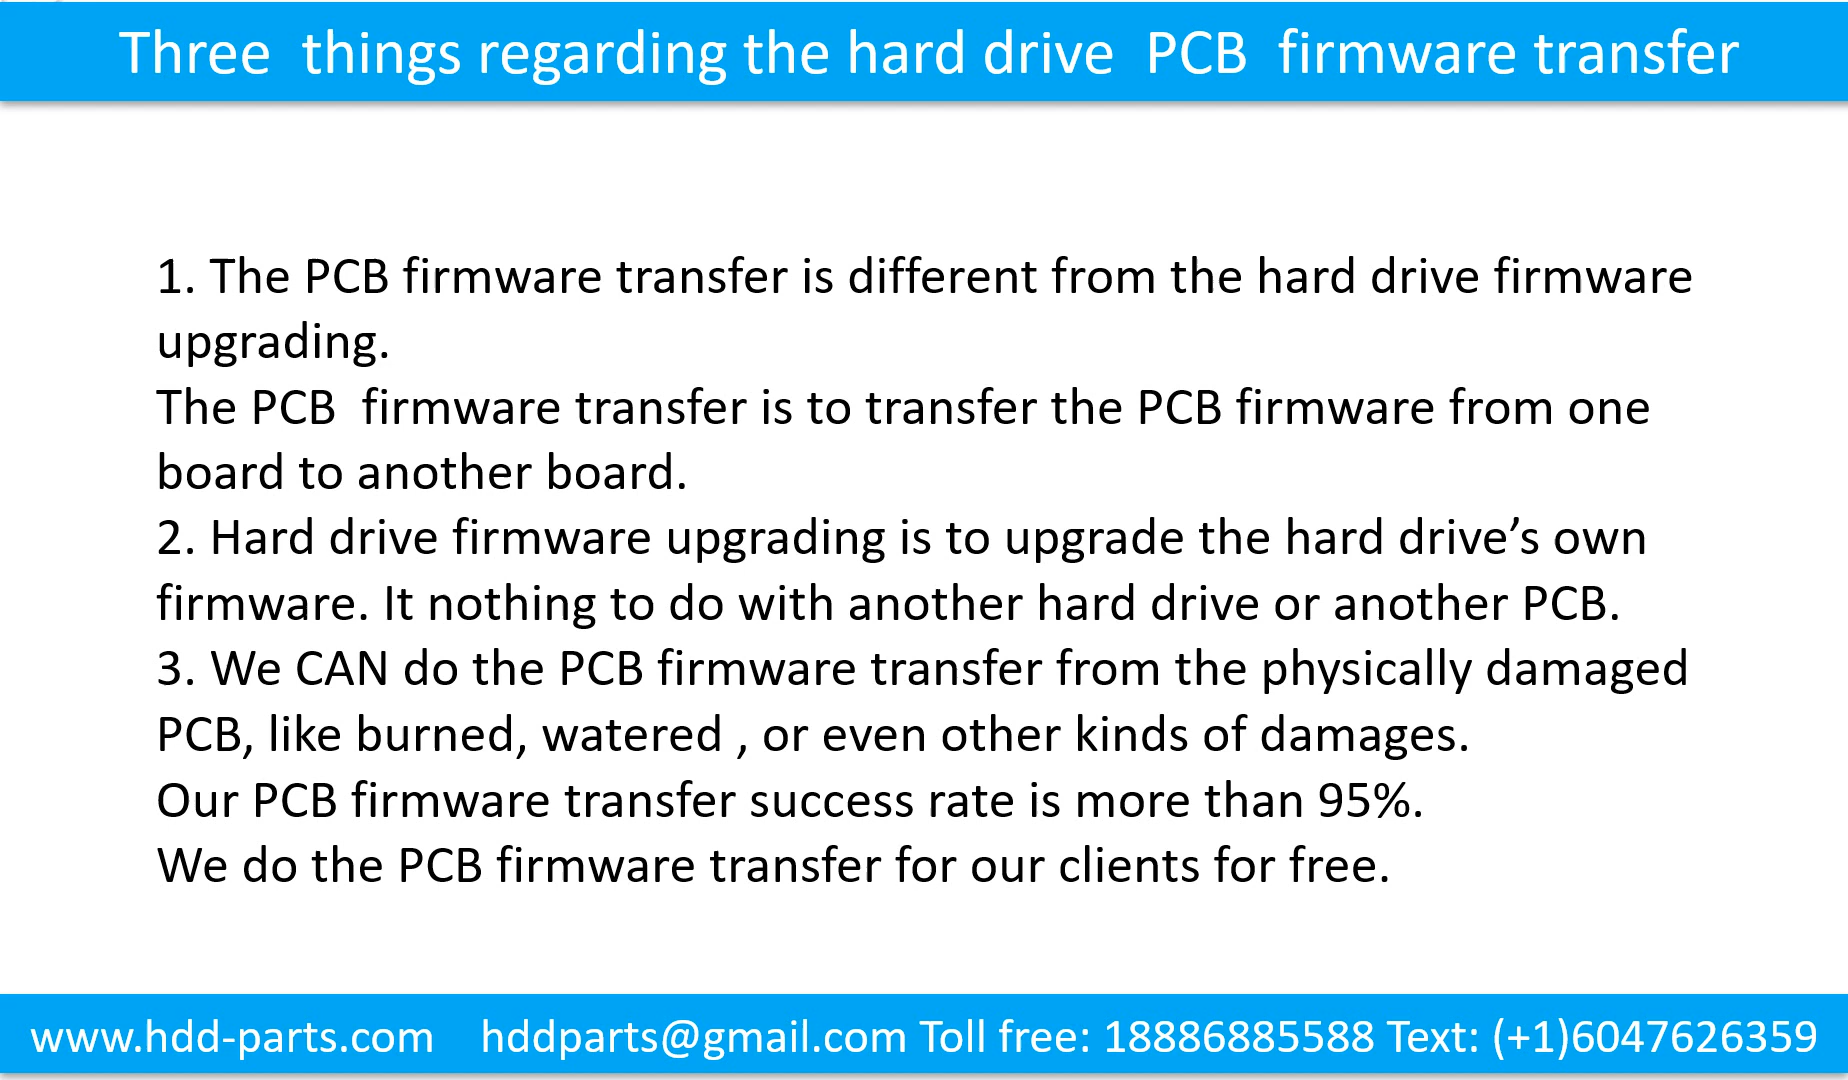 Three things regarding the hard drive PCB firmware transfer
1. The PCB firmware transfer is different from the hard drive firmware
upgrading.
The PCB firmware transfer is to transfer the PCB firmware from one
board to another board.
2. Hard drive firmware upgrading is to upgrade the hard drive’s own
firmware. It nothing to do with another hard drive or another PCB.
3. We CAN do the PCB firmware transfer from the physically damaged
PCB, like burned, watered , or even other kinds of damages.
Our PCB firmware transfer success rate is more than 95%.
We do the PCB firmware transfer for our clients for free.
www.hdd-parts.com hddparts@gmail.com Toll free: 18886885588 Text: (+1)6047626359